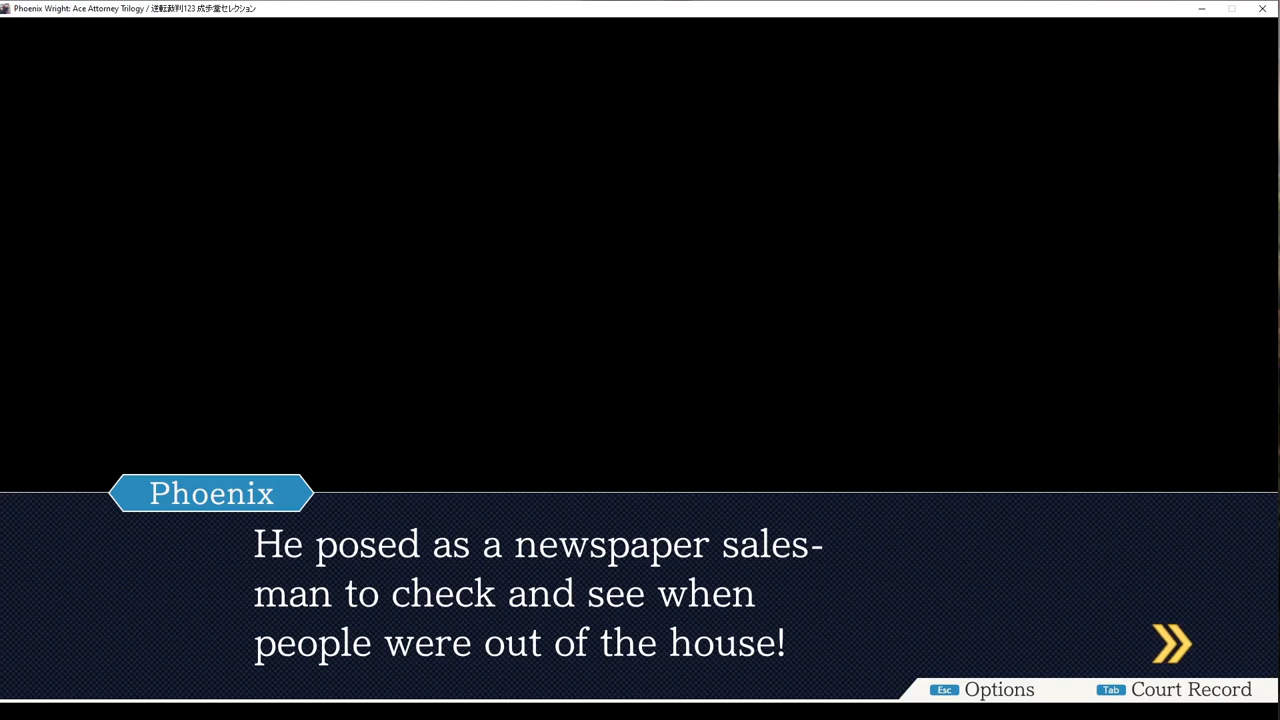 Phoenix Wright: Ace Attorney Trilogy / 逆転裁判123 成歩堂セレクション
Phoenix
He posed as a newspaper sales-
man to check and see when
people were out of the house!
Esc Options
Tab Court Record